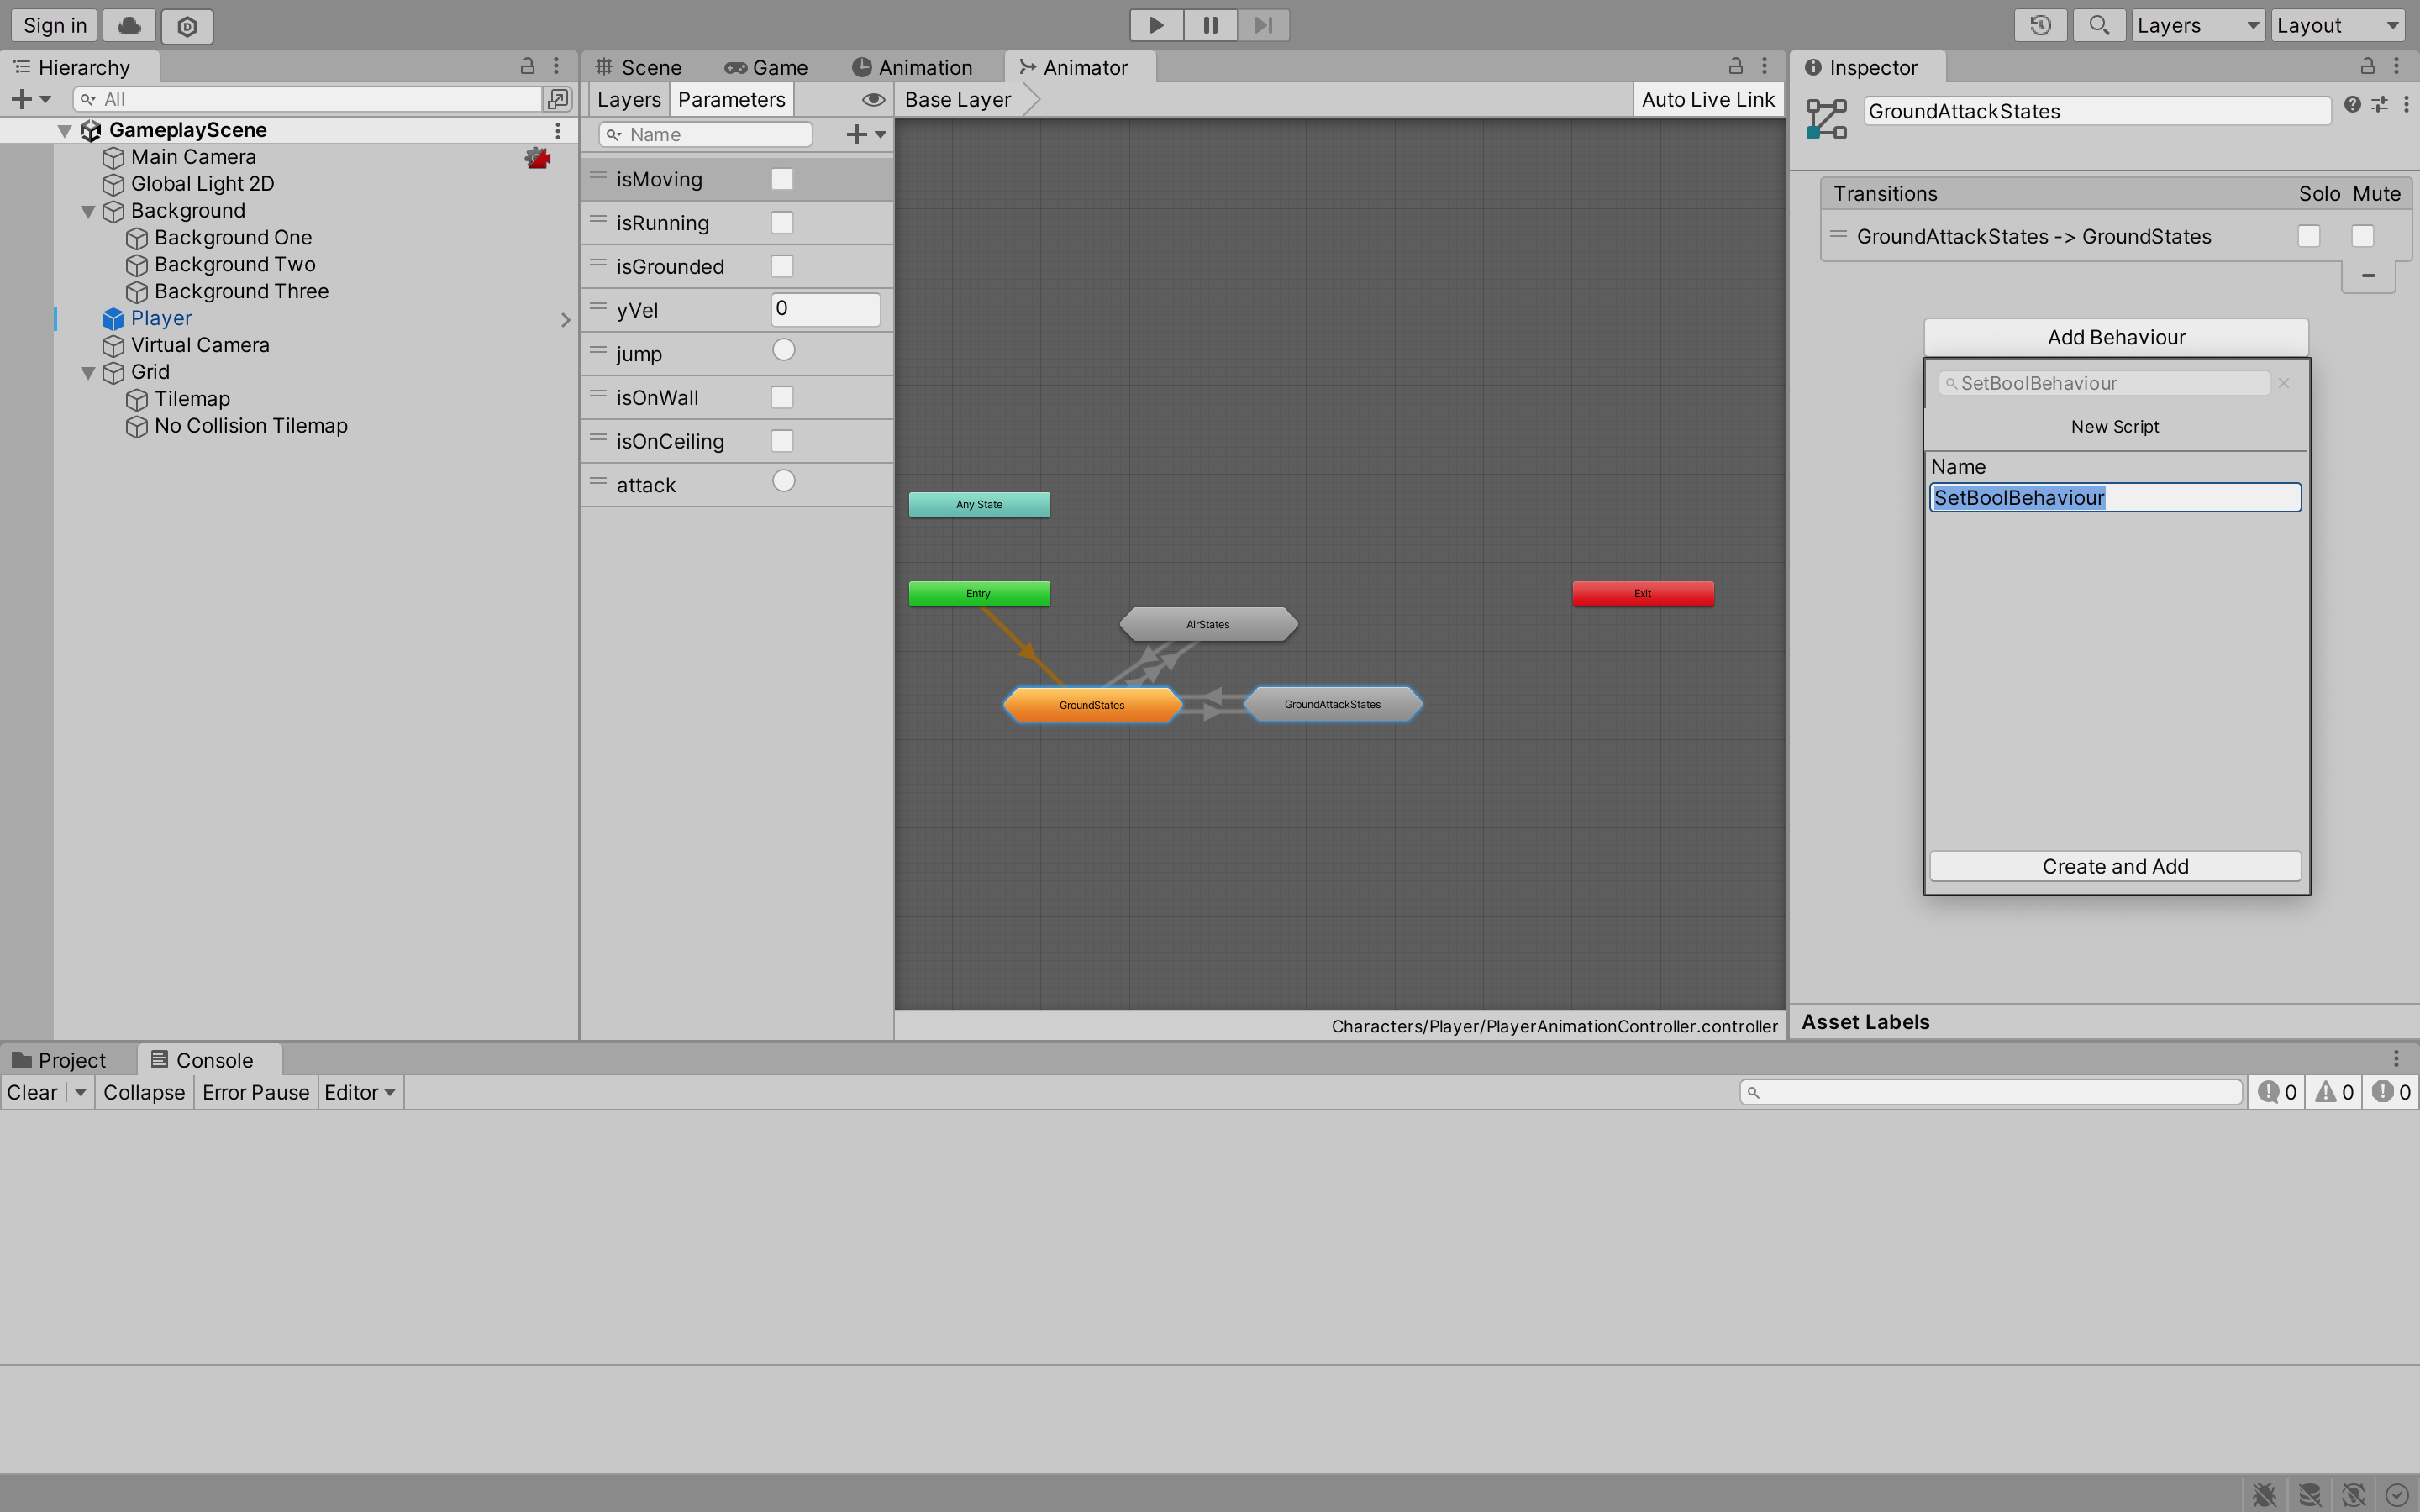 Sign in
Layers
Layout
Hierarchy
All
GameplayScene
Main Camera
Global Light 2D
Background
Background One
Background Two
Background Three
Player
Virtual Camera
Grid
Tilemap
No Collision Tilemap
Scene
Game
Animation
Animator
Layers
Parameters
Base Layer
Auto Live Link
Name
isMoving
isRunning
isGrounded
yVel
0
jump
isOnWall
isOnCeiling
attack
Any State
Entry
Exit
AirStates
GroundStates
GroundAttackStates
Characters/Player/PlayerAnimationController.controller
Inspector
GroundAttackStates
Transitions
Solo
Mute
GroundAttackStates -> GroundStates
Add Behaviour
SetBoolBehaviour
New Script
Name
SetBoolBehaviour
Create and Add
Asset Labels
Project
Console
Clear
Collapse
Error Pause
Editor
0
0
0